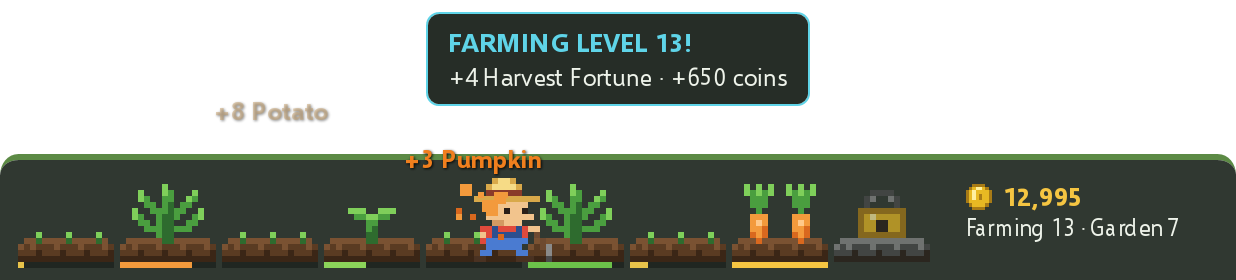 FARMING LEVEL 13!
+4 Harvest Fortune · +650 coins
+8 Potato
+3 Pumpkin
12,995
Farming 13 · Garden 7